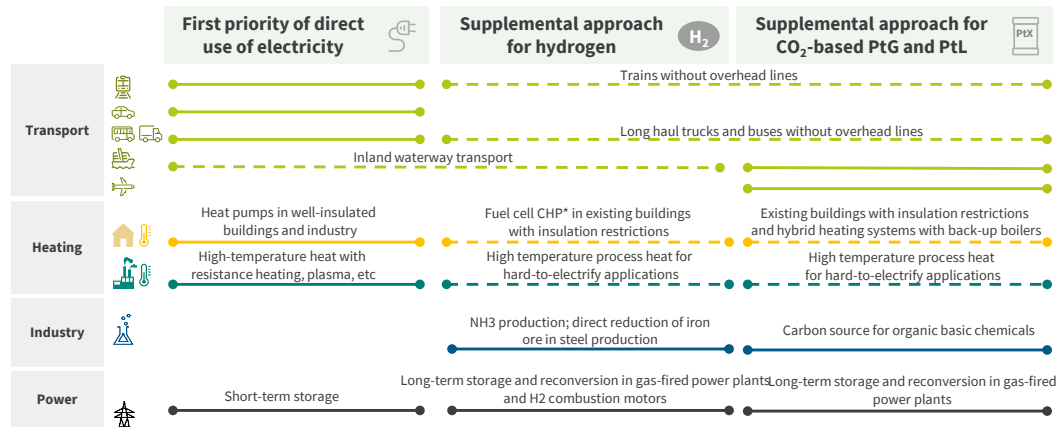 First priority of direct
use of electricity
Supplemental approach
for hydrogen
H2
Supplemental approach for
CO2-based PtG and PtL
PtX
Transport
Trains without overhead lines
Long haul trucks and buses without overhead lines
Inland waterway transport
Heating
Heat pumps in well-insulated
buildings and industry
Fuel cell CHP* in existing buildings
with insulation restrictions
Existing buildings with insulation restrictions
and hybrid heating systems with back-up boilers
High-temperature heat with
resistance heating, plasma, etc
High temperature process heat for
hard-to-electrify applications
High temperature process heat
for hard-to-electrify applications
Industry
NH3 production; direct reduction of iron
ore in steel production
Carbon source for organic basic chemicals
Power
Short-term storage
Long-term storage and reconversion in gas-fired power plants
and H2 combustion motors
Long-term storage and reconversion in gas-fired
power plants